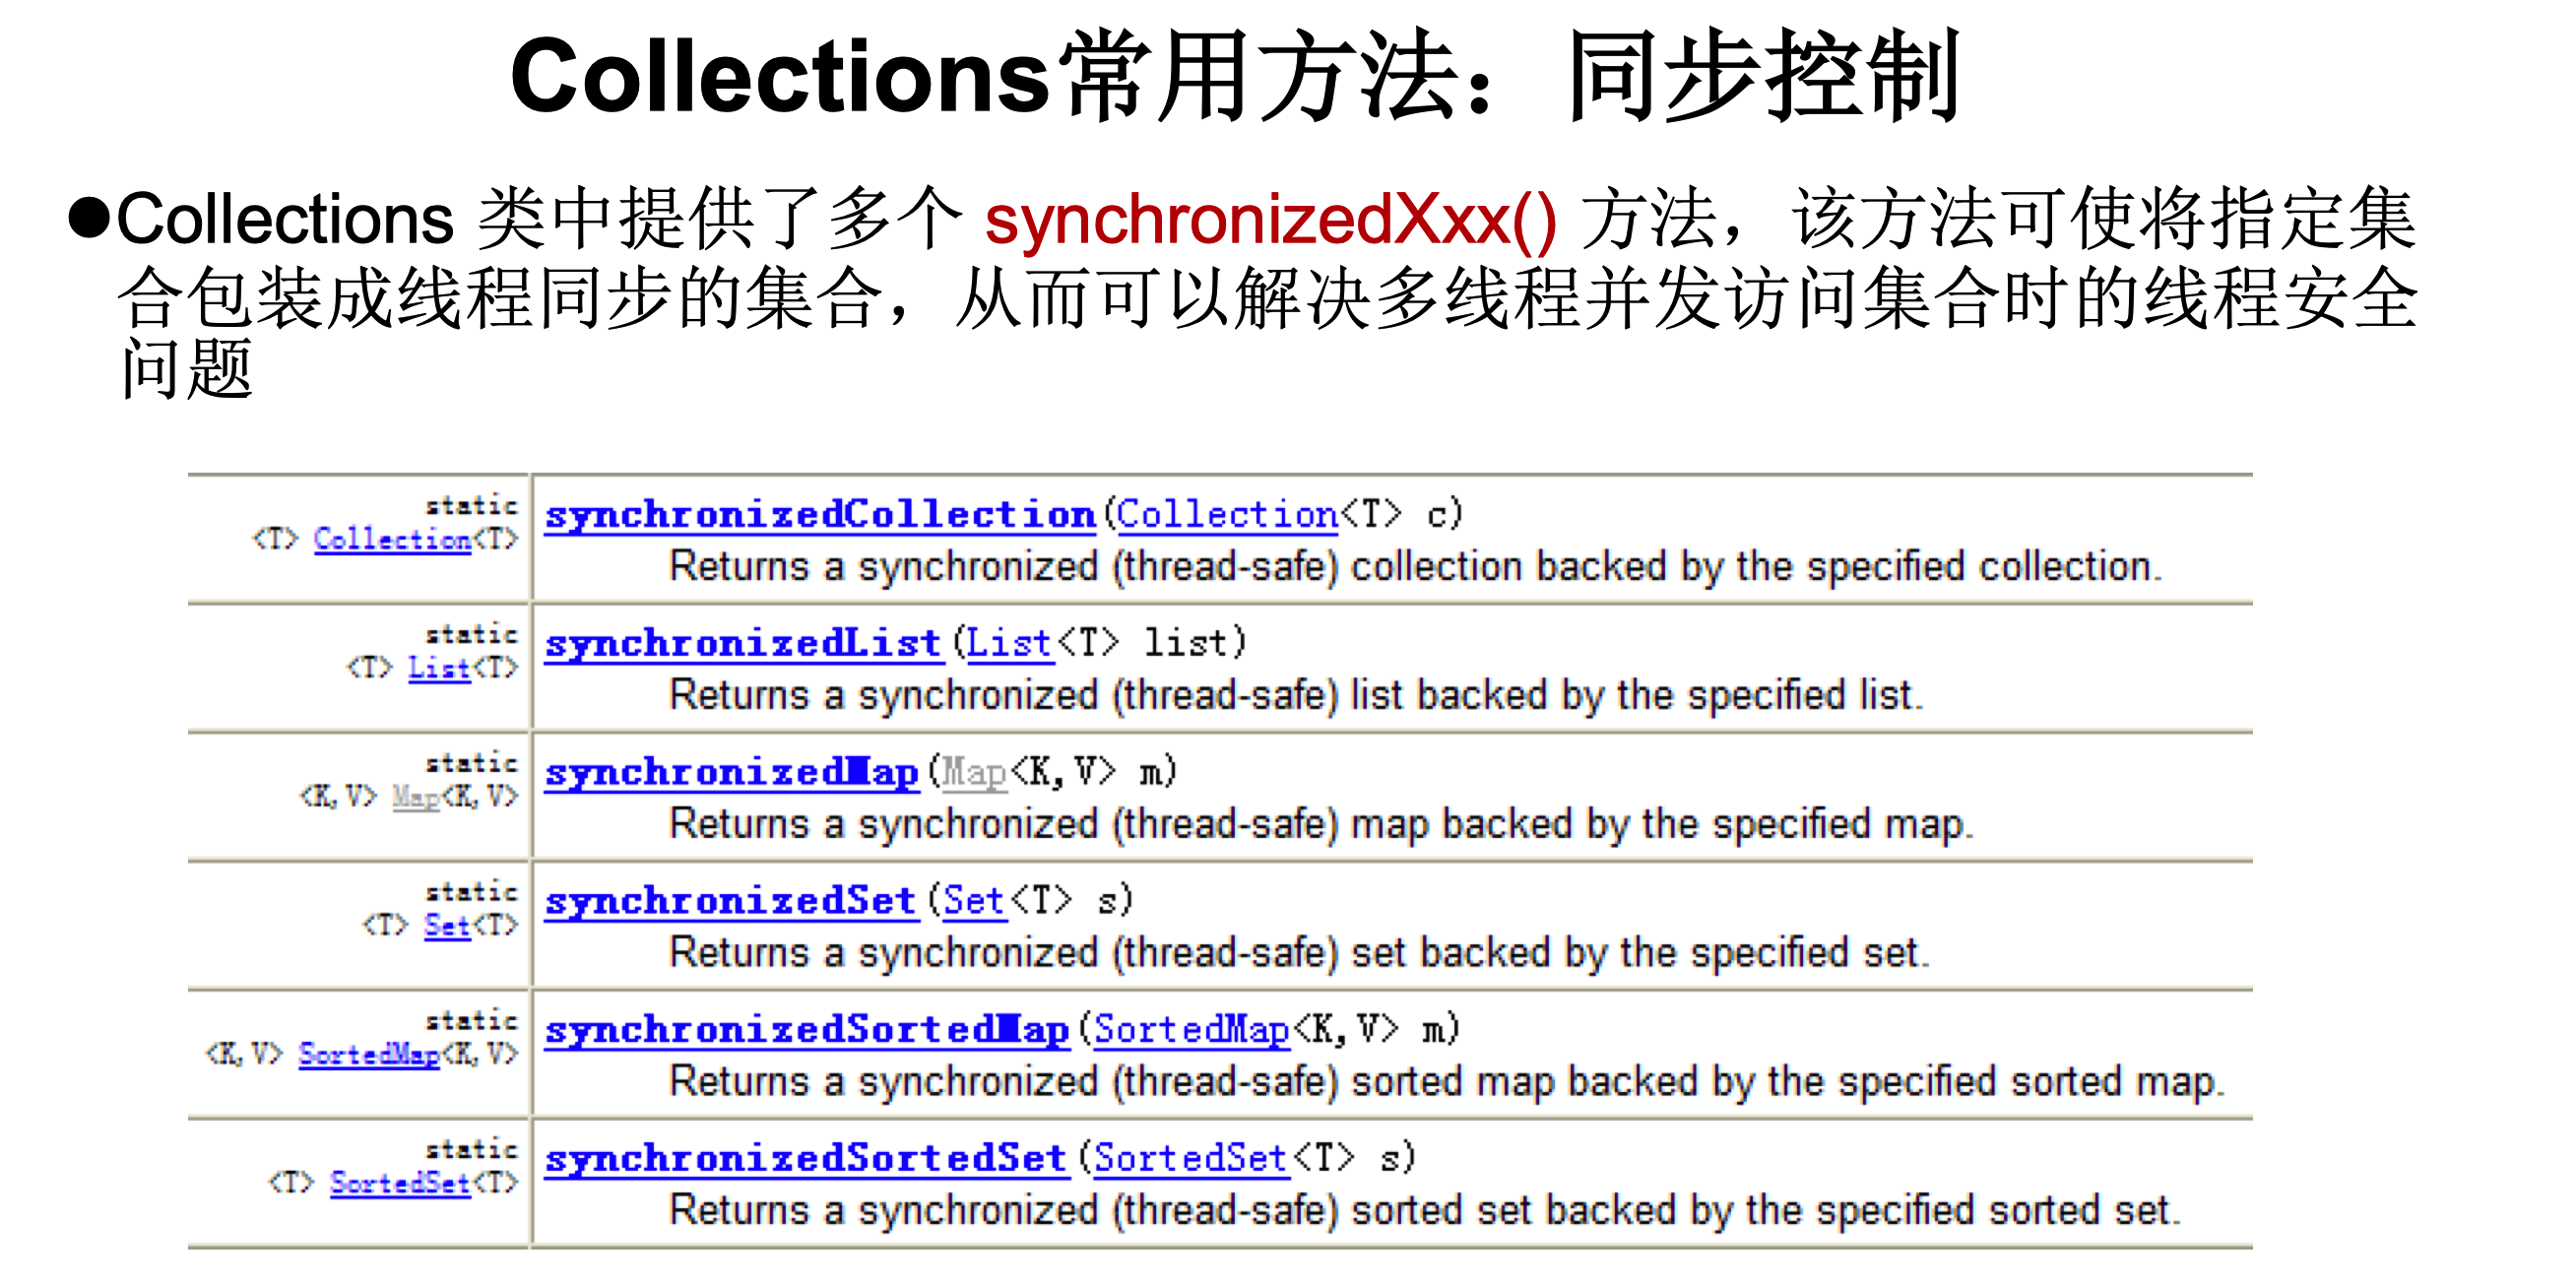 Collections常用方法：同步控制
●Collections 类中提供了多个 synchronizedXxx() 方法，该方法可使将指定集
合包装成线程同步的集合，从而可以解决多线程并发访问集合时的线程安全
问题
static
<T> Collection<T>
synchronizedCollection(Collection<T> c)
Returns a synchronized (thread-safe) collection backed by the specified collection.
static
<T> List<T>
synchronizedList(List<T> list)
Returns a synchronized (thread-safe) list backed by the specified list.
static
<K,V> Map<K,V>
synchronizedMap(Map<K,V> m)
Returns a synchronized (thread-safe) map backed by the specified map.
static
<T> Set<T>
synchronizedSet(Set<T> s)
Returns a synchronized (thread-safe) set backed by the specified set.
static
<K,V> SortedMap<K,V>
synchronizedSortedMap(SortedMap<K,V> m)
Returns a synchronized (thread-safe) sorted map backed by the specified sorted map.
static
<T> SortedSet<T>
synchronizedSortedSet(SortedSet<T> s)
Returns a synchronized (thread-safe) sorted set backed by the specified sorted set.